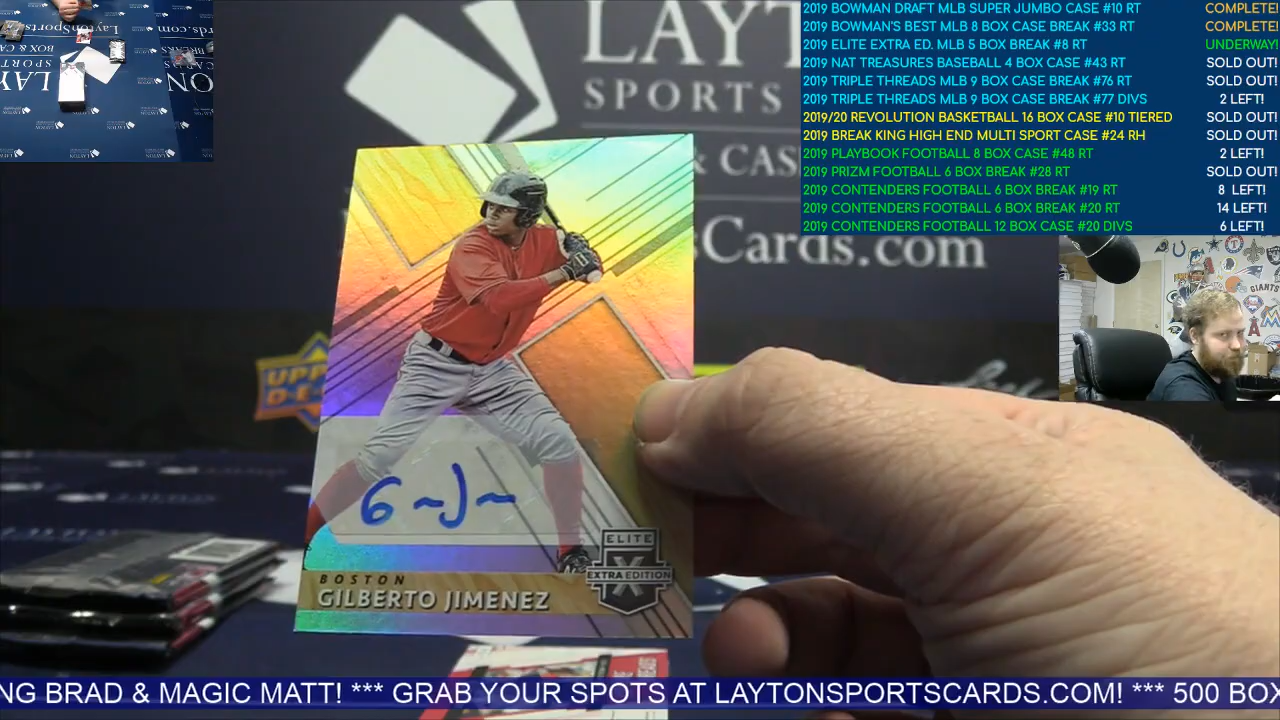 2019 BOWMAN DRAFT MLB SUPER JUMBO CASE #10 RT COMPLETE!
2019 BOWMAN'S BEST MLB 8 BOX CASE #33 RT COMPLETE!
2019 ELITE EXTRA ED. MLB 5 BOX BREAK #8 RT UNDERWAY!
2019 NAT TREASURES BASEBALL 4 BOX CASE #43 RT SOLD OUT!
2019 TRIPLE THREADS MLB 9 BOX CASE BREAK #76 RT SOLD OUT!
2019 TRIPLE THREADS MLB 9 BOX CASE BREAK #77 DIVS 2 LEFT!
2019/20 REVOLUTION BASKETBALL 16 BOX CASE #10 TIERED SOLD OUT!
2019 BREAK KING HIGH END MULTI SPORT CASE #24 RH SOLD OUT!
2019 PLAYBOOK FOOTBALL 8 BOX CASE #48 RT 2 LEFT!
2019 PRIZM FOOTBALL 6 BOX BREAK #28 RT SOLD OUT!
2019 CONTENDERS FOOTBALL 6 BOX BREAK #19 RT 8 LEFT!
2019 CONTENDERS FOOTBALL 6 BOX BREAK #20 RT 14 LEFT!
2019 CONTENDERS FOOTBALL 12 BOX CASE #20 DIVS 6 LEFT!
LAYT
SPORTS
& CAS
sCards.com
UPP
D-E
GIANTS
G J
ELITE
X
EXTRA EDITION
BOSTON
GILBERTO JIMENEZ
NG BRAD & MAGIC MATT! *** GRAB YOUR SPOTS AT LAYTONSPORTSCARDS.COM! *** 500 BOX